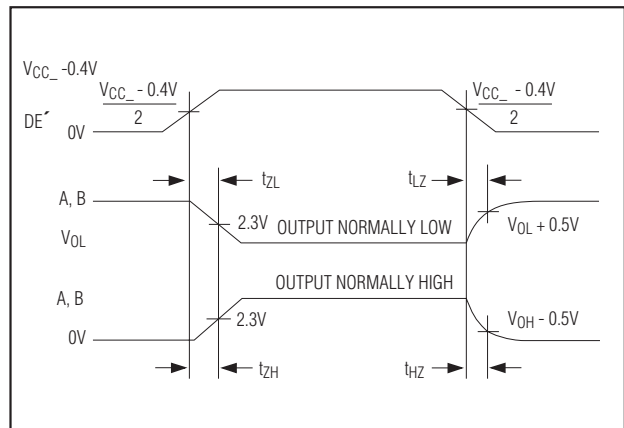 VCC_ -0.4V
VCC_ - 0.4V
2
VCC_ - 0.4V
2
DE´
0V
tZL
tLZ
A, B
2.3V
OUTPUT NORMALLY LOW
VOL + 0.5V
VOL
OUTPUT NORMALLY HIGH
A, B
2.3V
VOH - 0.5V
0V
tZH
tHZ